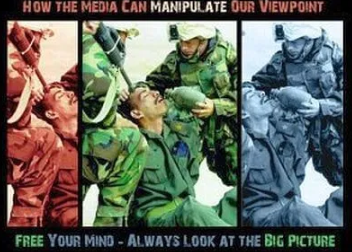 How the Media Can Manipulate Our Viewpoint
Free Your Mind - Always Look at the Big Picture